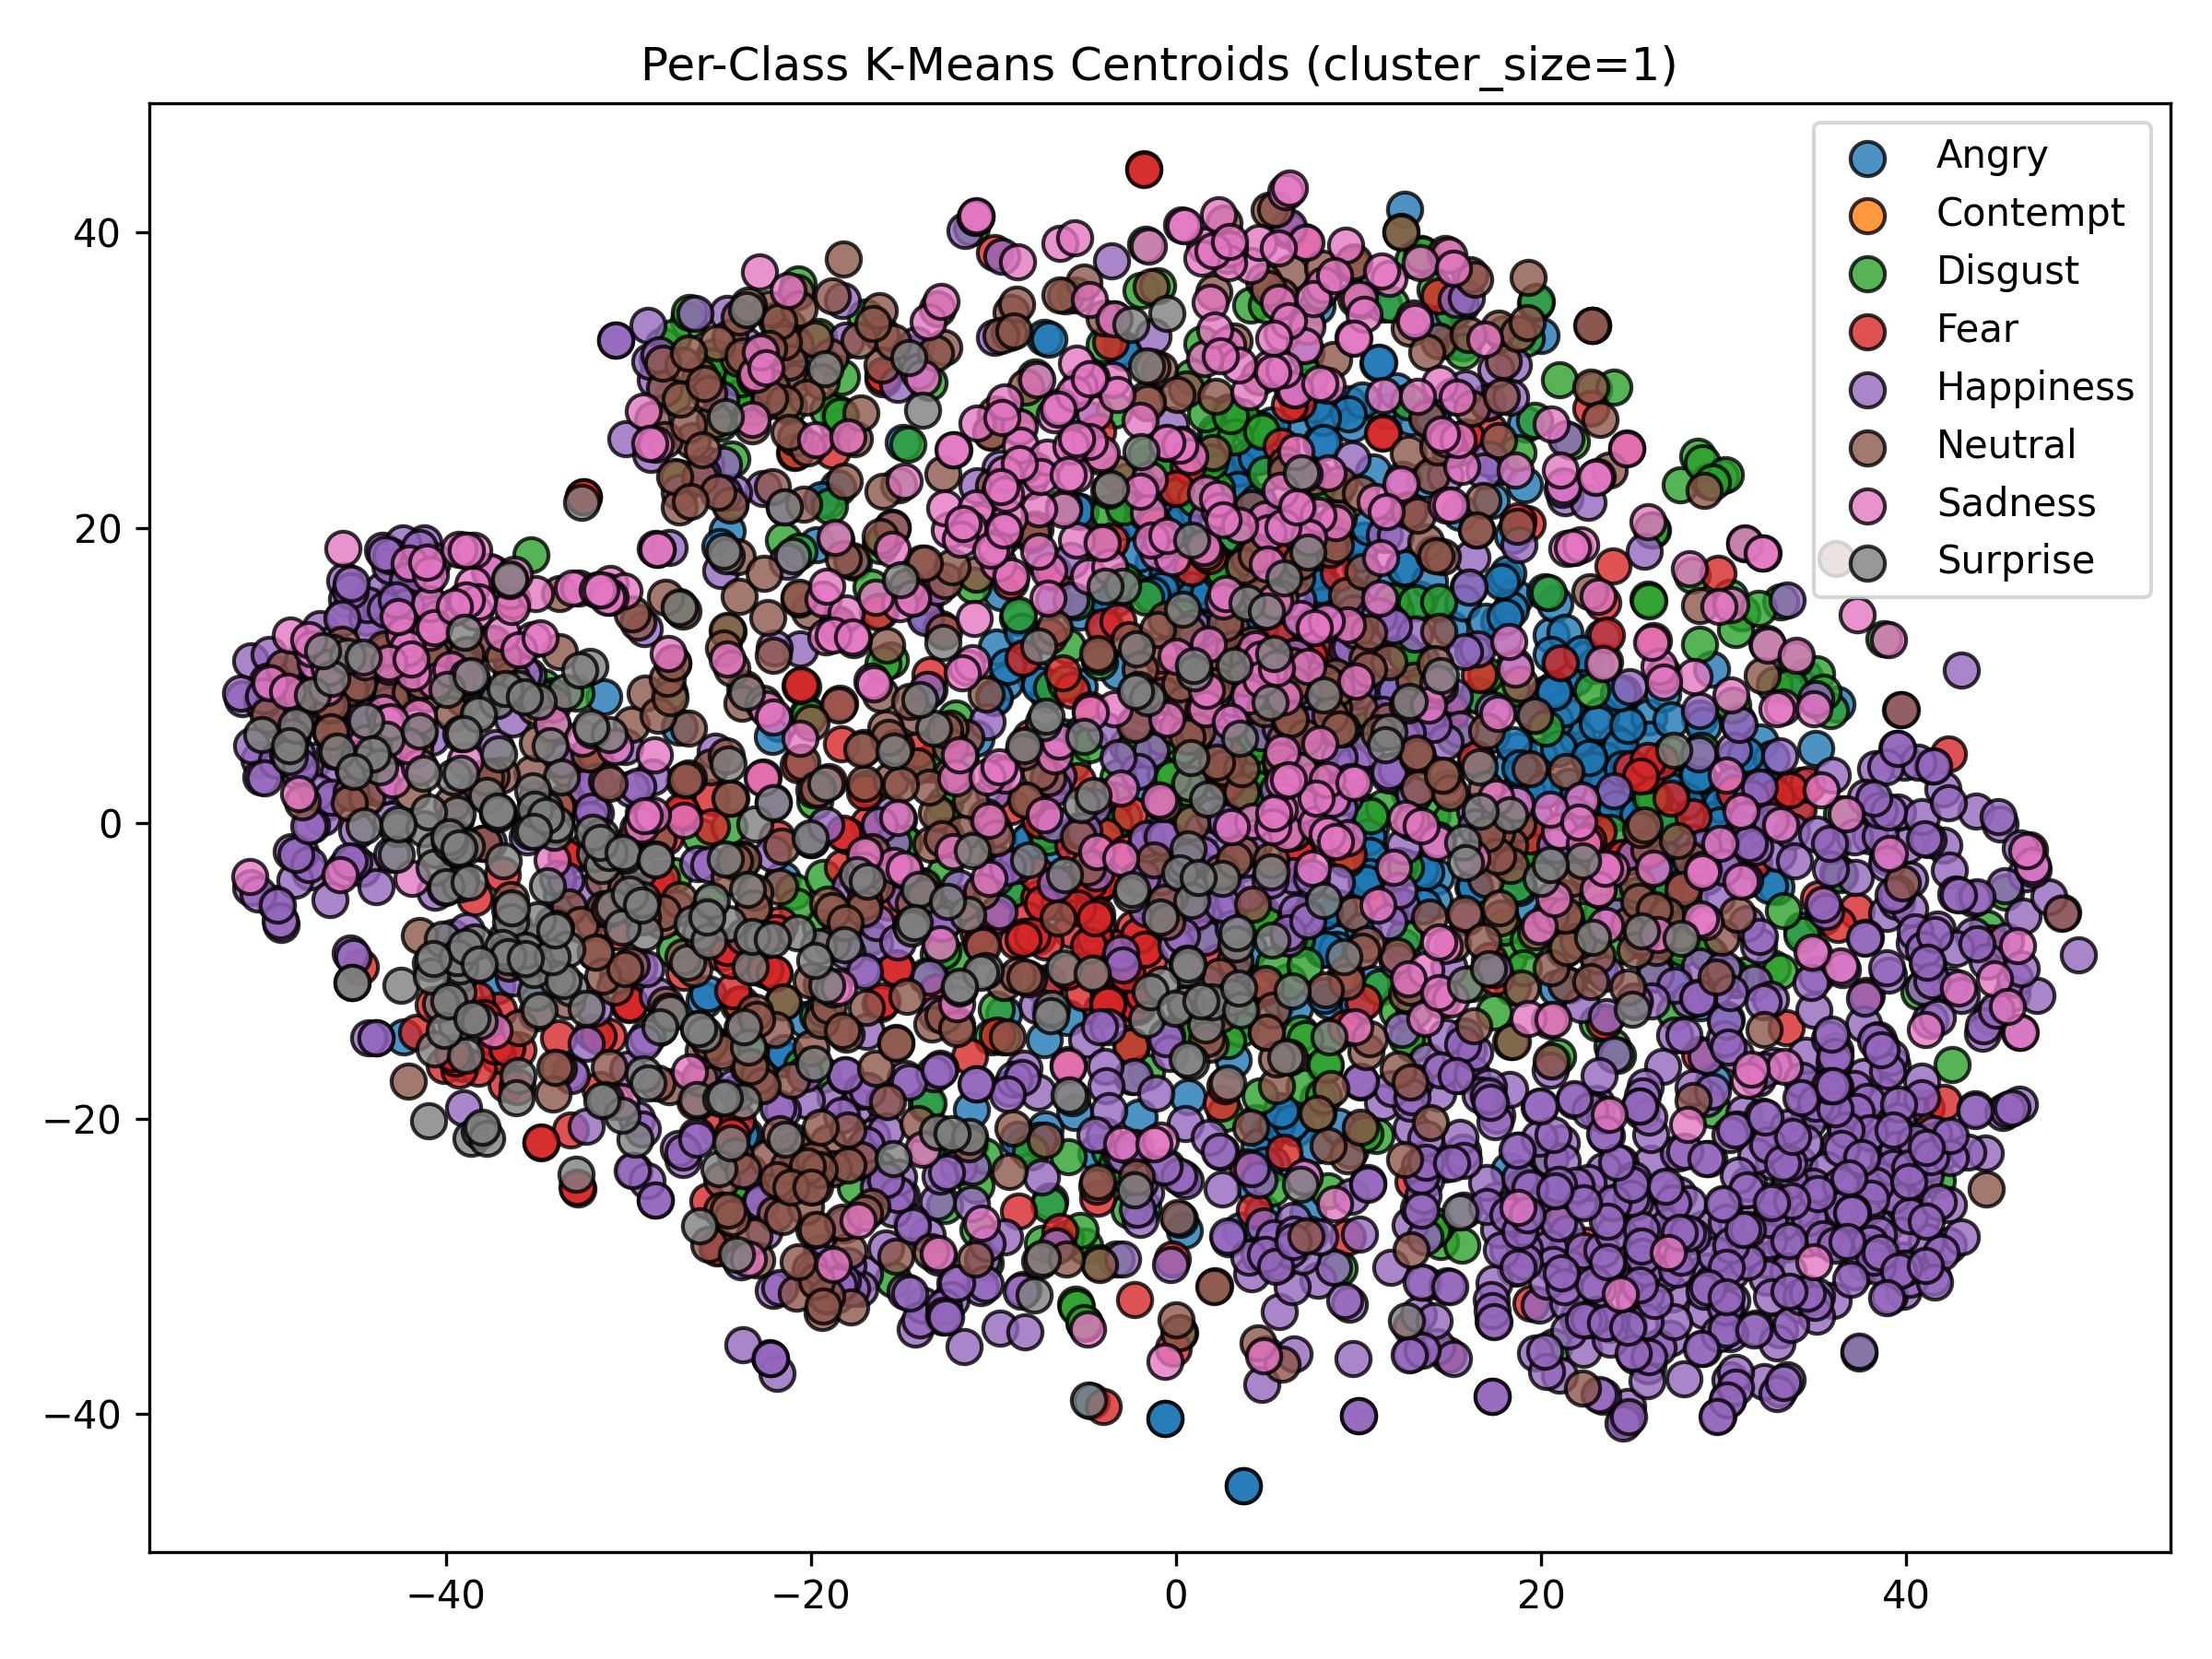 Per-Class K-Means Centroids (cluster_size=1)
Angry
Contempt
Disgust
Fear
Happiness
Neutral
Sadness
Surprise
40
20
0
−20
−40
−40
−20
0
20
40